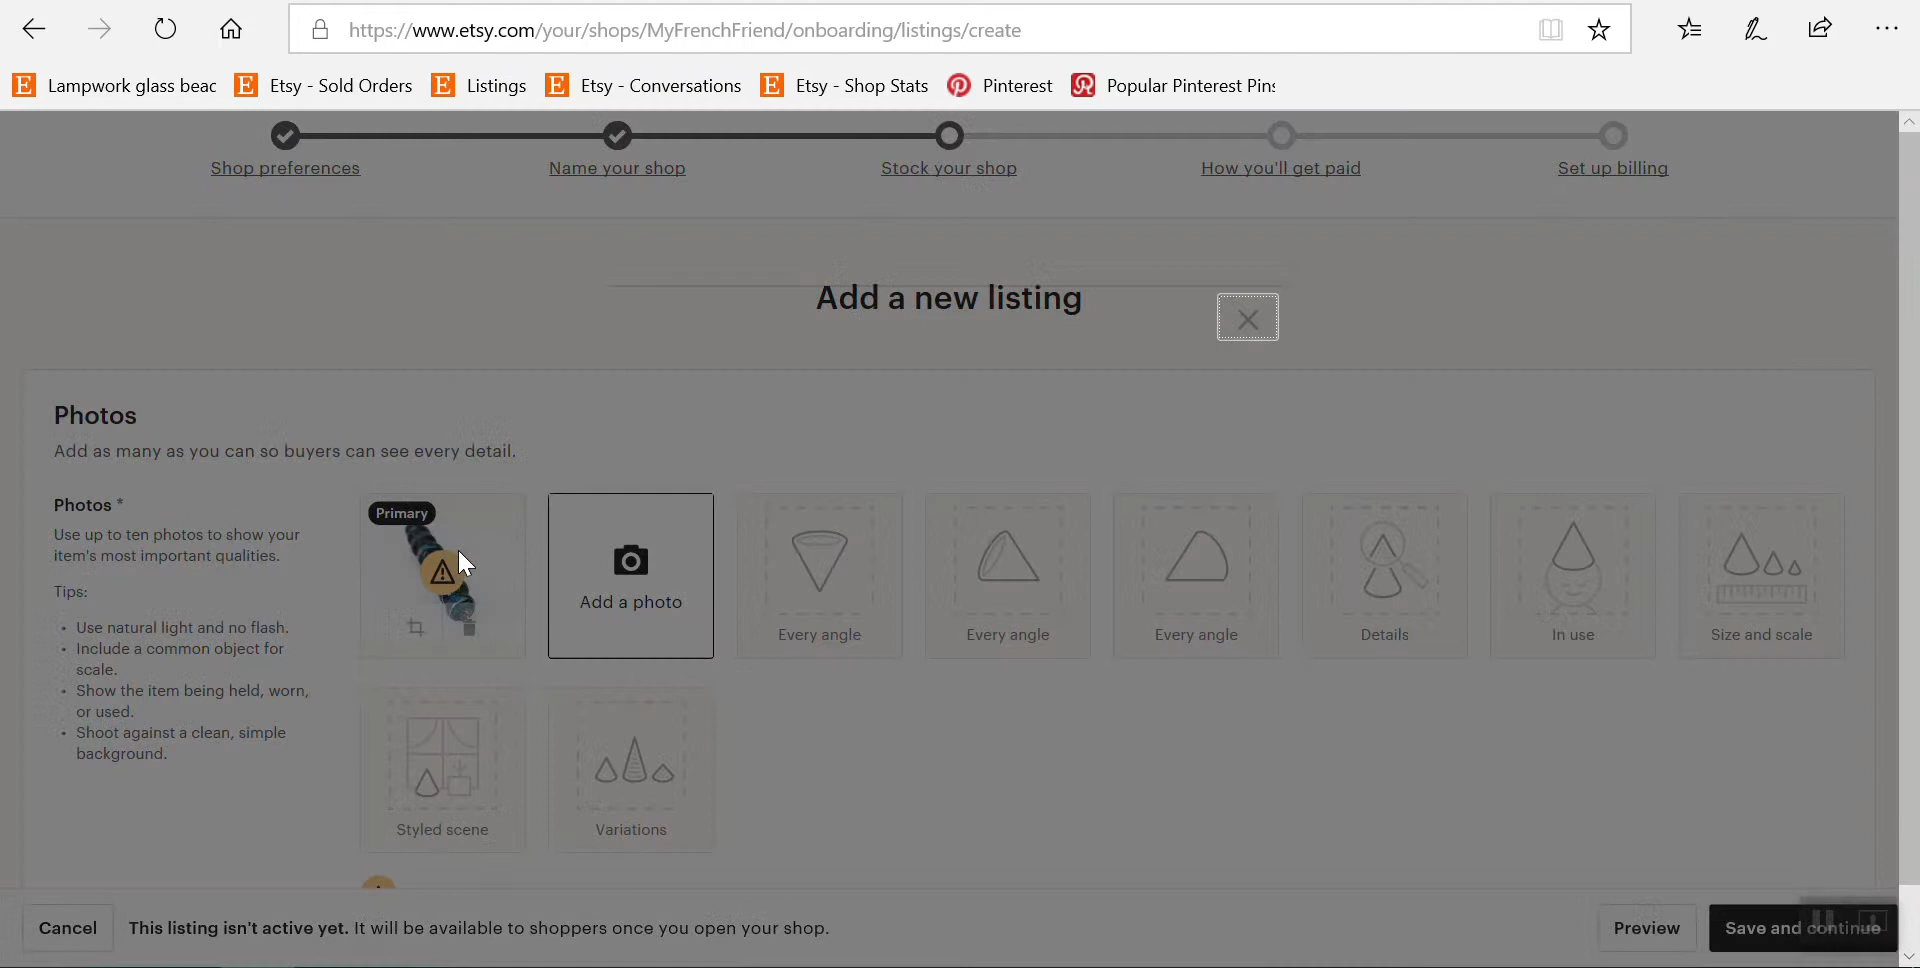 https://www.etsy.com/your/shops/MyFrenchFriend/onboarding/listings/create
Lampwork glass beac
Etsy - Sold Orders
Listings
Etsy - Conversations
Etsy - Shop Stats
Pinterest
Popular Pinterest Pins
Shop preferences
Name your shop
Stock your shop
How you'll get paid
Set up billing
Add a new listing
Photos
Add as many as you can so buyers can see every detail.
Photos *
Use up to ten photos to show your
item's most important qualities.
Tips:
• Use natural light and no flash.
• Include a common object for
scale.
• Show the item being held, worn,
or used.
• Shoot against a clean, simple
background.
Primary
Add a photo
Every angle
Every angle
Every angle
Details
In use
Size and scale
Styled scene
Variations
Cancel
This listing isn't active yet. It will be available to shoppers once you open your shop.
Preview
Save and continue